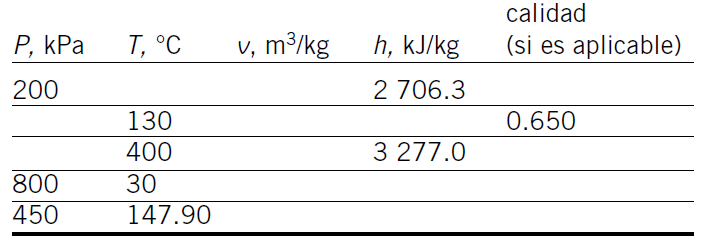 calidad
P, kPa T, °C v, m³/kg h, kJ/kg (si es aplicable)
200 2 706.3
130 0.650
400 3 277.0
800 30
450 147.90